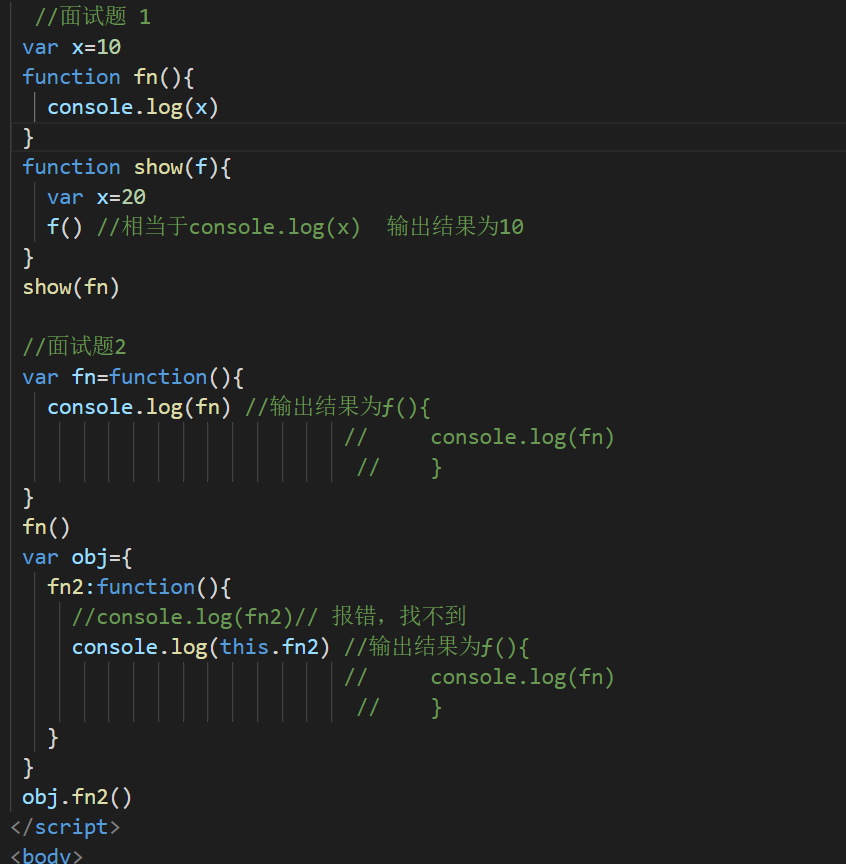 //面试题 1
var x=10
function fn(){
console.log(x)
}
function show(f){
var x=20
f() //相当于console.log(x)  输出结果为10
}
show(fn)
//面试题2
var fn=function(){
console.log(fn) //输出结果为ƒ(){
//     console.log(fn)
//    }
}
fn()
var obj={
fn2:function(){
//console.log(fn2)// 报错，找不到
console.log(this.fn2) //输出结果为ƒ(){
//     console.log(fn)
//    }
}
}
obj.fn2()
</script>
<body>